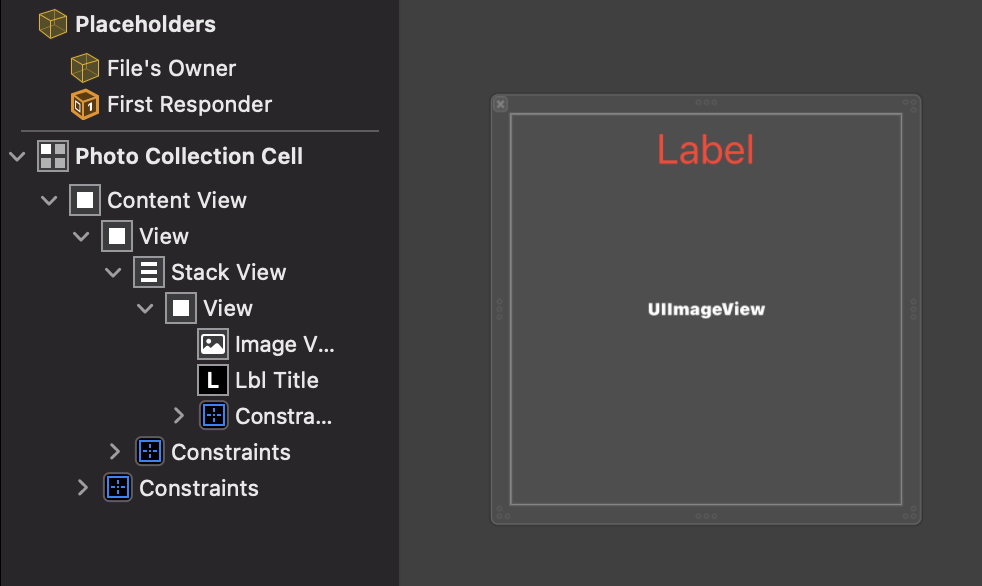 Placeholders
File's Owner
First Responder
Photo Collection Cell
Content View
View
Stack View
View
Image V...
Lbl Title
Constra...
Constraints
Constraints
Label
UIImageView